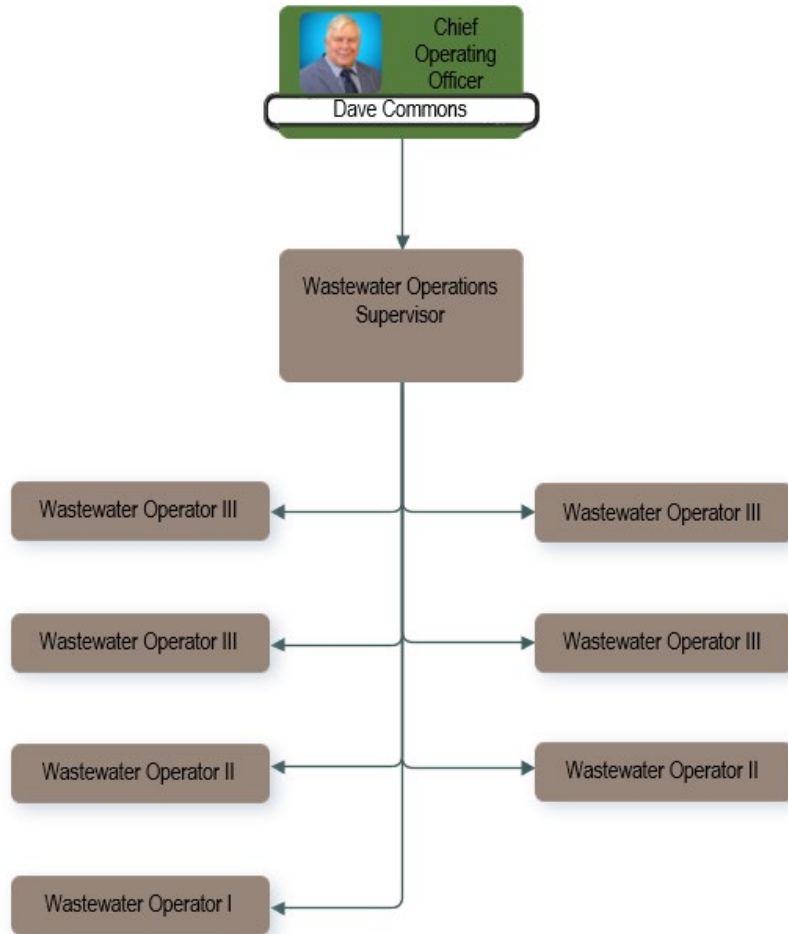 Chief
Operating
Officer
Dave Commons
Wastewater Operations
Supervisor
Wastewater Operator III
Wastewater Operator III
Wastewater Operator III
Wastewater Operator III
Wastewater Operator II
Wastewater Operator II
Wastewater Operator I